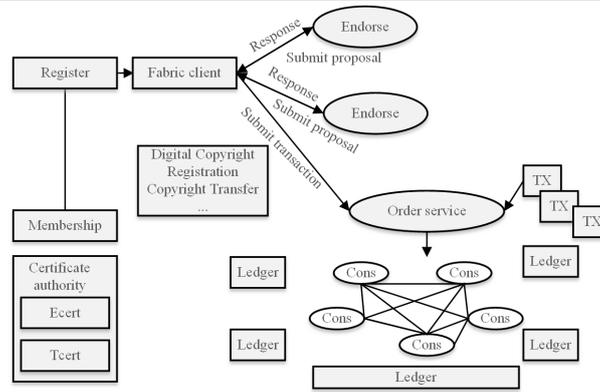 Endorse
Response
Submit proposal
Register
Fabric client
Response
Submit proposal
Endorse
Submit transaction
Digital Copyright
Registration
Copyright Transfer
...
TX
TX
TX
Order service
Membership
Certificate
authority
Ecert
Tcert
Ledger
Cons
Cons
Ledger
Cons
Cons
Ledger
Cons
Ledger
Ledger